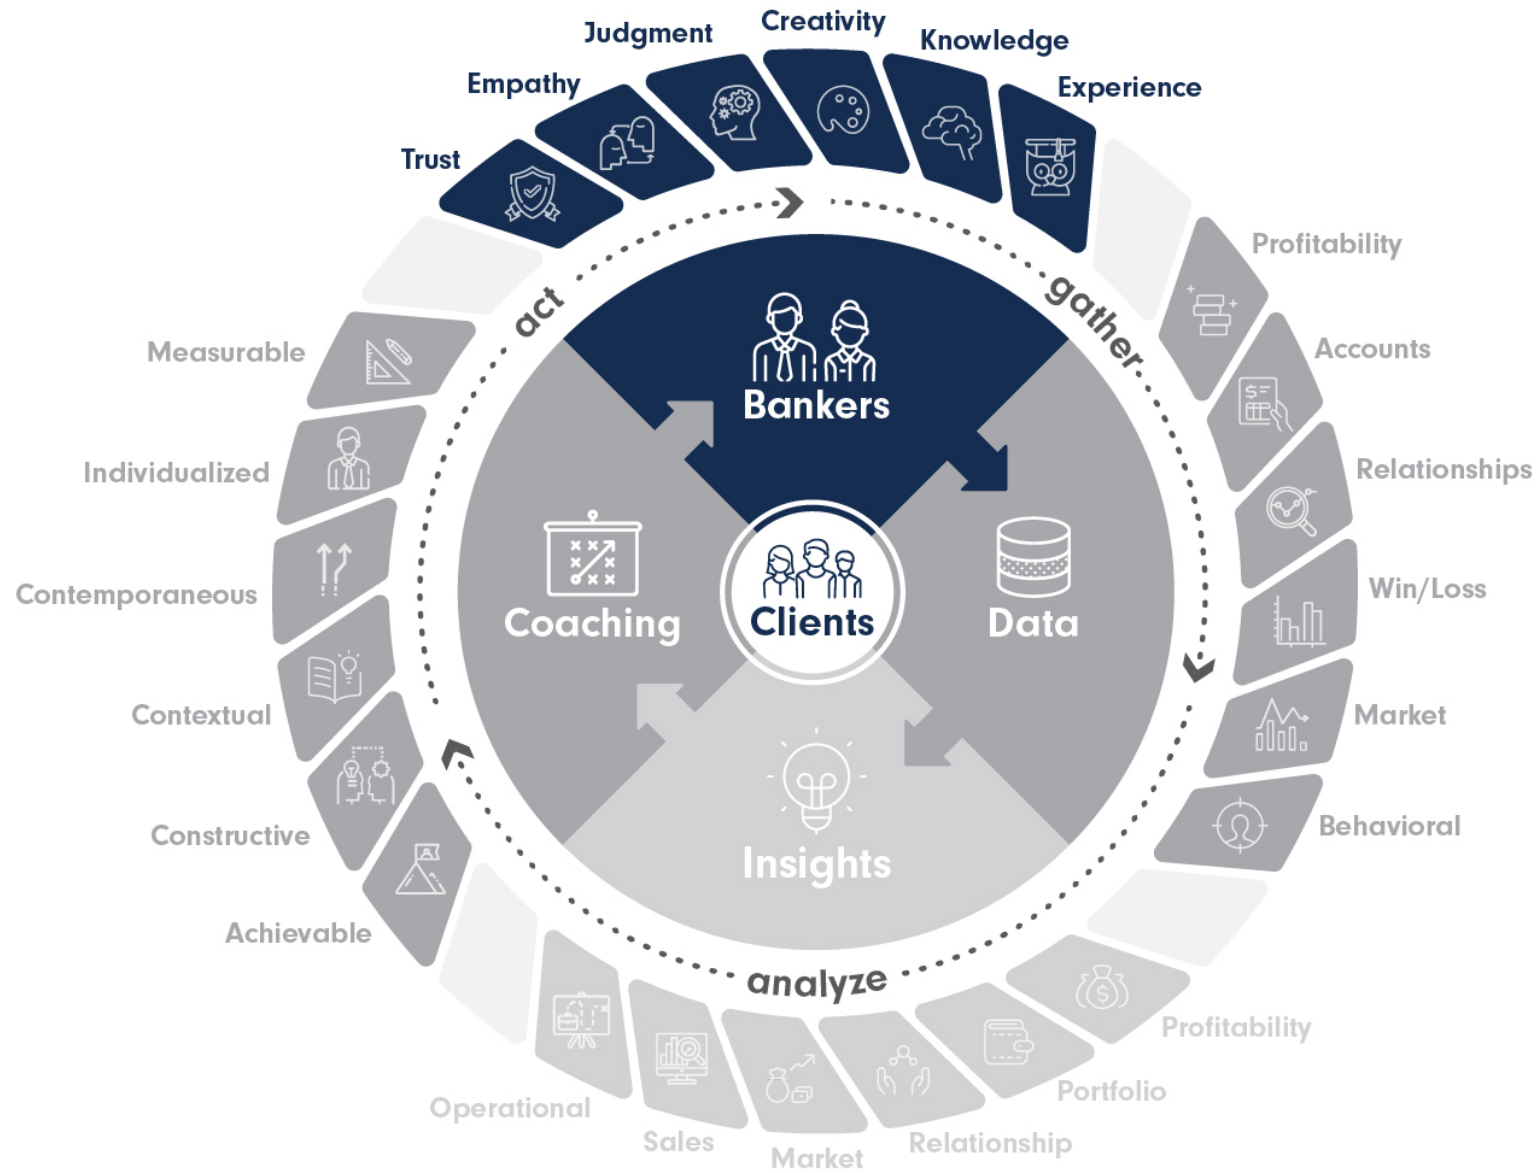 Creativity
Judgment
Knowledge
Empathy
Experience
Trust
Profitability
Accounts
Relationships
Win/Loss
Market
Behavioral
Profitability
Portfolio
Relationship
Market
Sales
Operational
Achievable
Constructive
Contextual
Contemporaneous
Individualized
Measurable
act
gather
analyze
Bankers
Data
Insights
Coaching
Clients